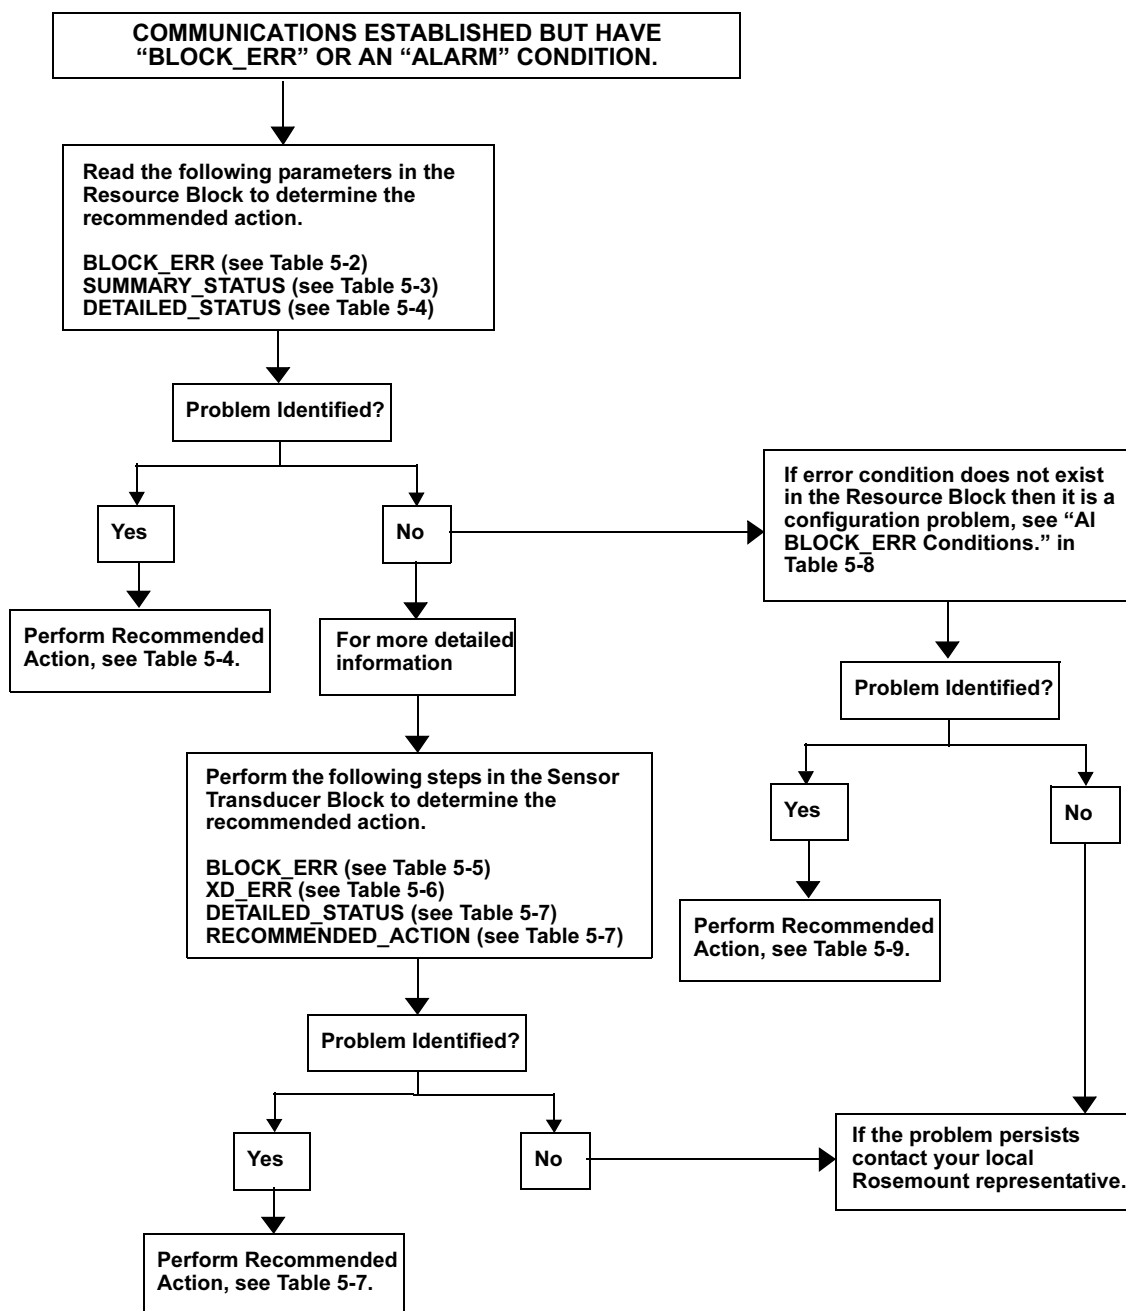 COMMUNICATIONS ESTABLISHED BUT HAVE
“BLOCK_ERR” OR AN “ALARM” CONDITION.
Read the following parameters in the
Resource Block to determine the
recommended action.
BLOCK_ERR (see Table 5-2)
SUMMARY_STATUS (see Table 5-3)
DETAILED_STATUS (see Table 5-4)
Problem Identified?
Yes
No
If error condition does not exist
in the Resource Block then it is a
configuration problem, see “AI
BLOCK_ERR Conditions.” in
Table 5-8
Perform Recommended
Action, see Table 5-4.
For more detailed
information
Problem Identified?
Perform the following steps in the Sensor
Transducer Block to determine the
recommended action.
BLOCK_ERR (see Table 5-5)
XD_ERR (see Table 5-6)
DETAILED_STATUS (see Table 5-7)
RECOMMENDED_ACTION (see Table 5-7)
Yes
No
Perform Recommended
Action, see Table 5-9.
Problem Identified?
Yes
No
If the problem persists
contact your local
Rosemount representative.
Perform Recommended
Action, see Table 5-7.